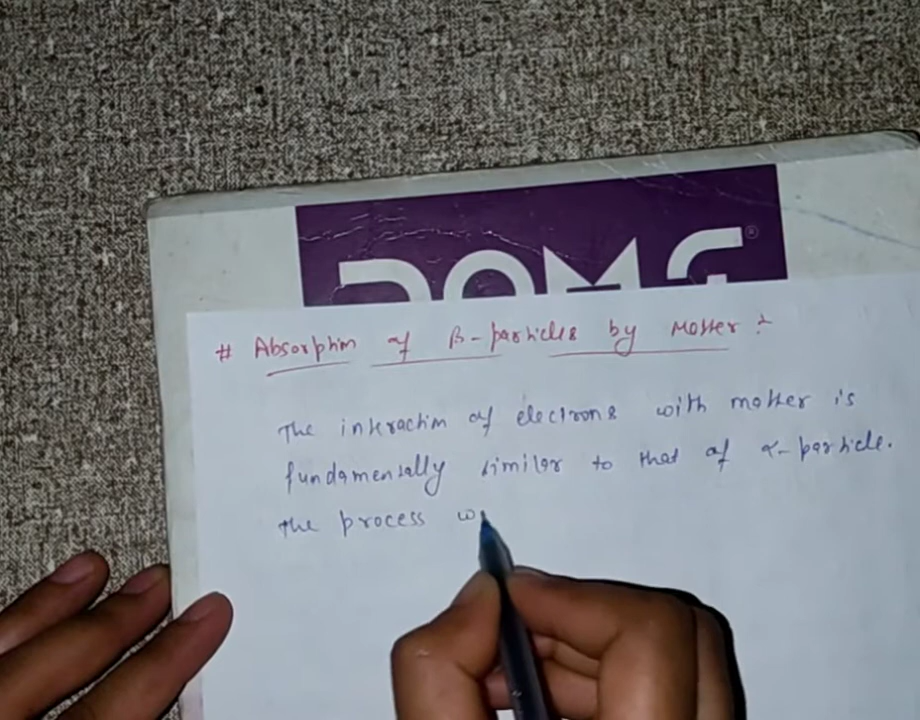 DOMS
®
# Absorption of β-particles by Matter :-
The interaction of electrons with matter is
fundamentally similar to that of α-particle.
The process w